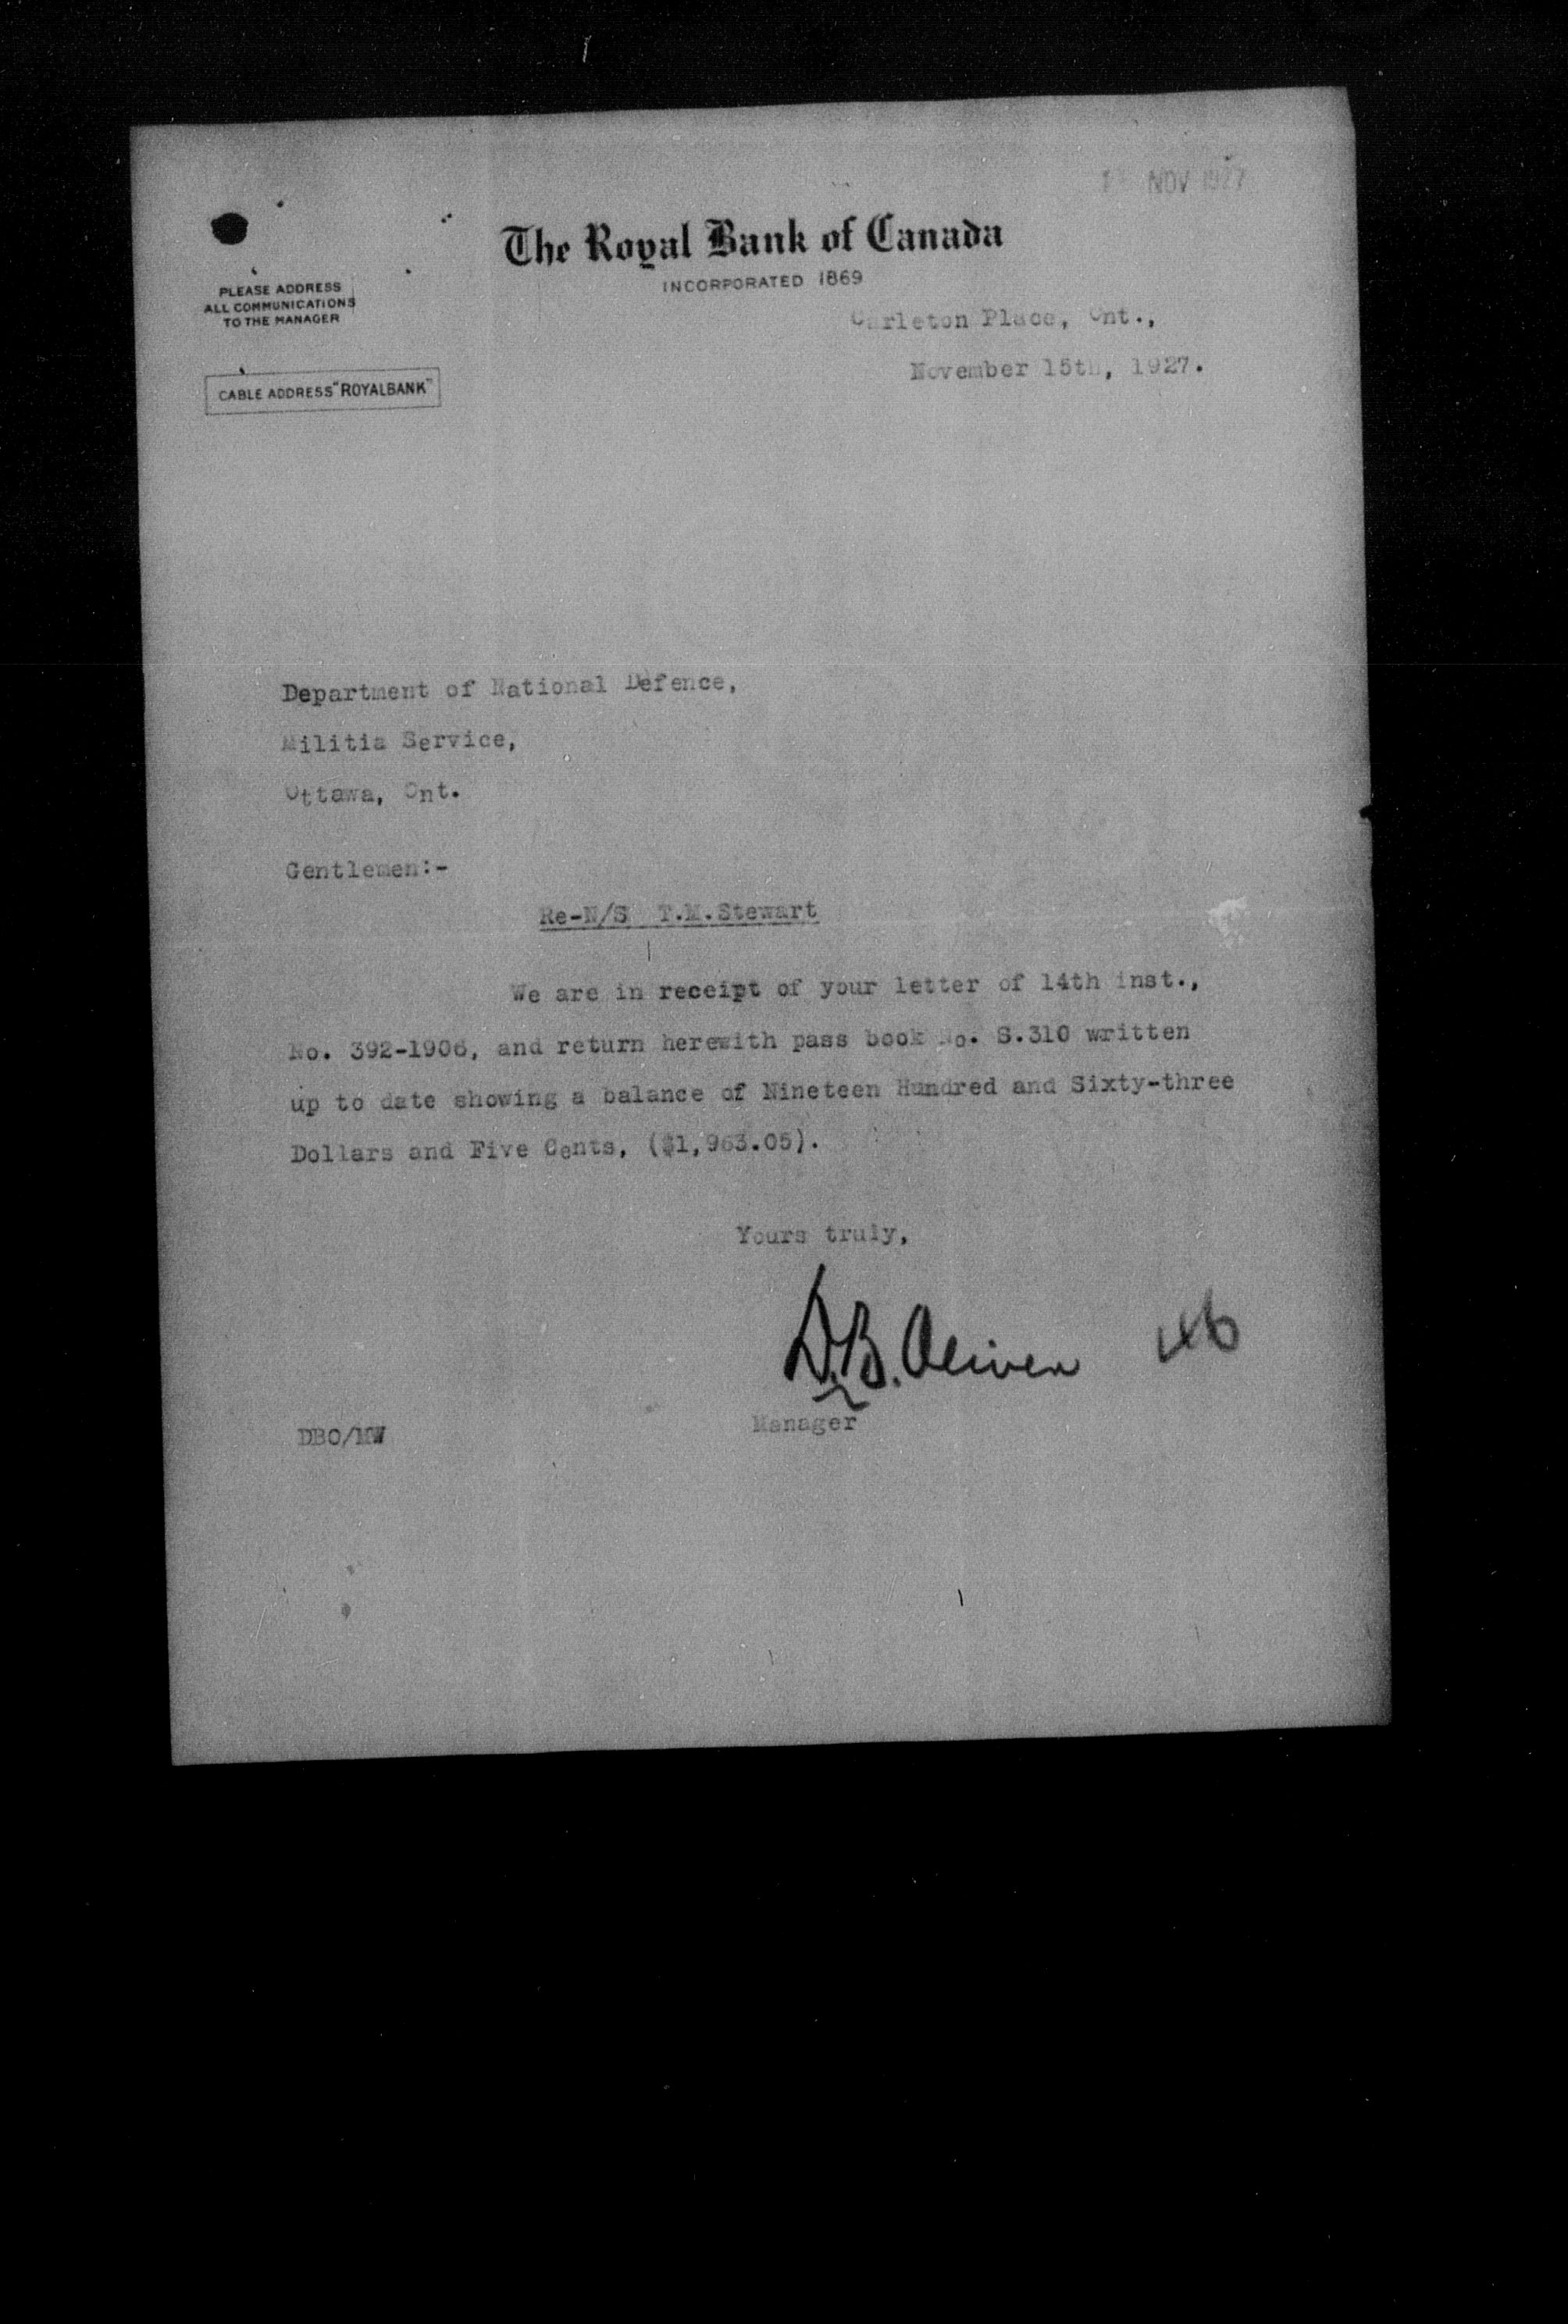 NOV 1927
The Royal Bank of Canada
INCORPORATED 1869
PLEASE ADDRESS
ALL COMMUNICATIONS
TO THE MANAGER
CABLE ADDRESS "ROYALBANK"
Carleton Place, Ont.,
November 15th, 1927.
Department of National Defence,
Militia Service,
Ottawa, Ont.
Gentlemen:-
Re-N/S T.M.Stewart
We are in receipt of your letter of 14th inst.,
No. 392-1906, and return herewith pass book No. S.310 written
up to date showing a balance of Nineteen Hundred and Sixty-three
Dollars and Five Cents, ($1,963.05).
Yours truly,
D.B. Oliver
Manager
DBO/MW